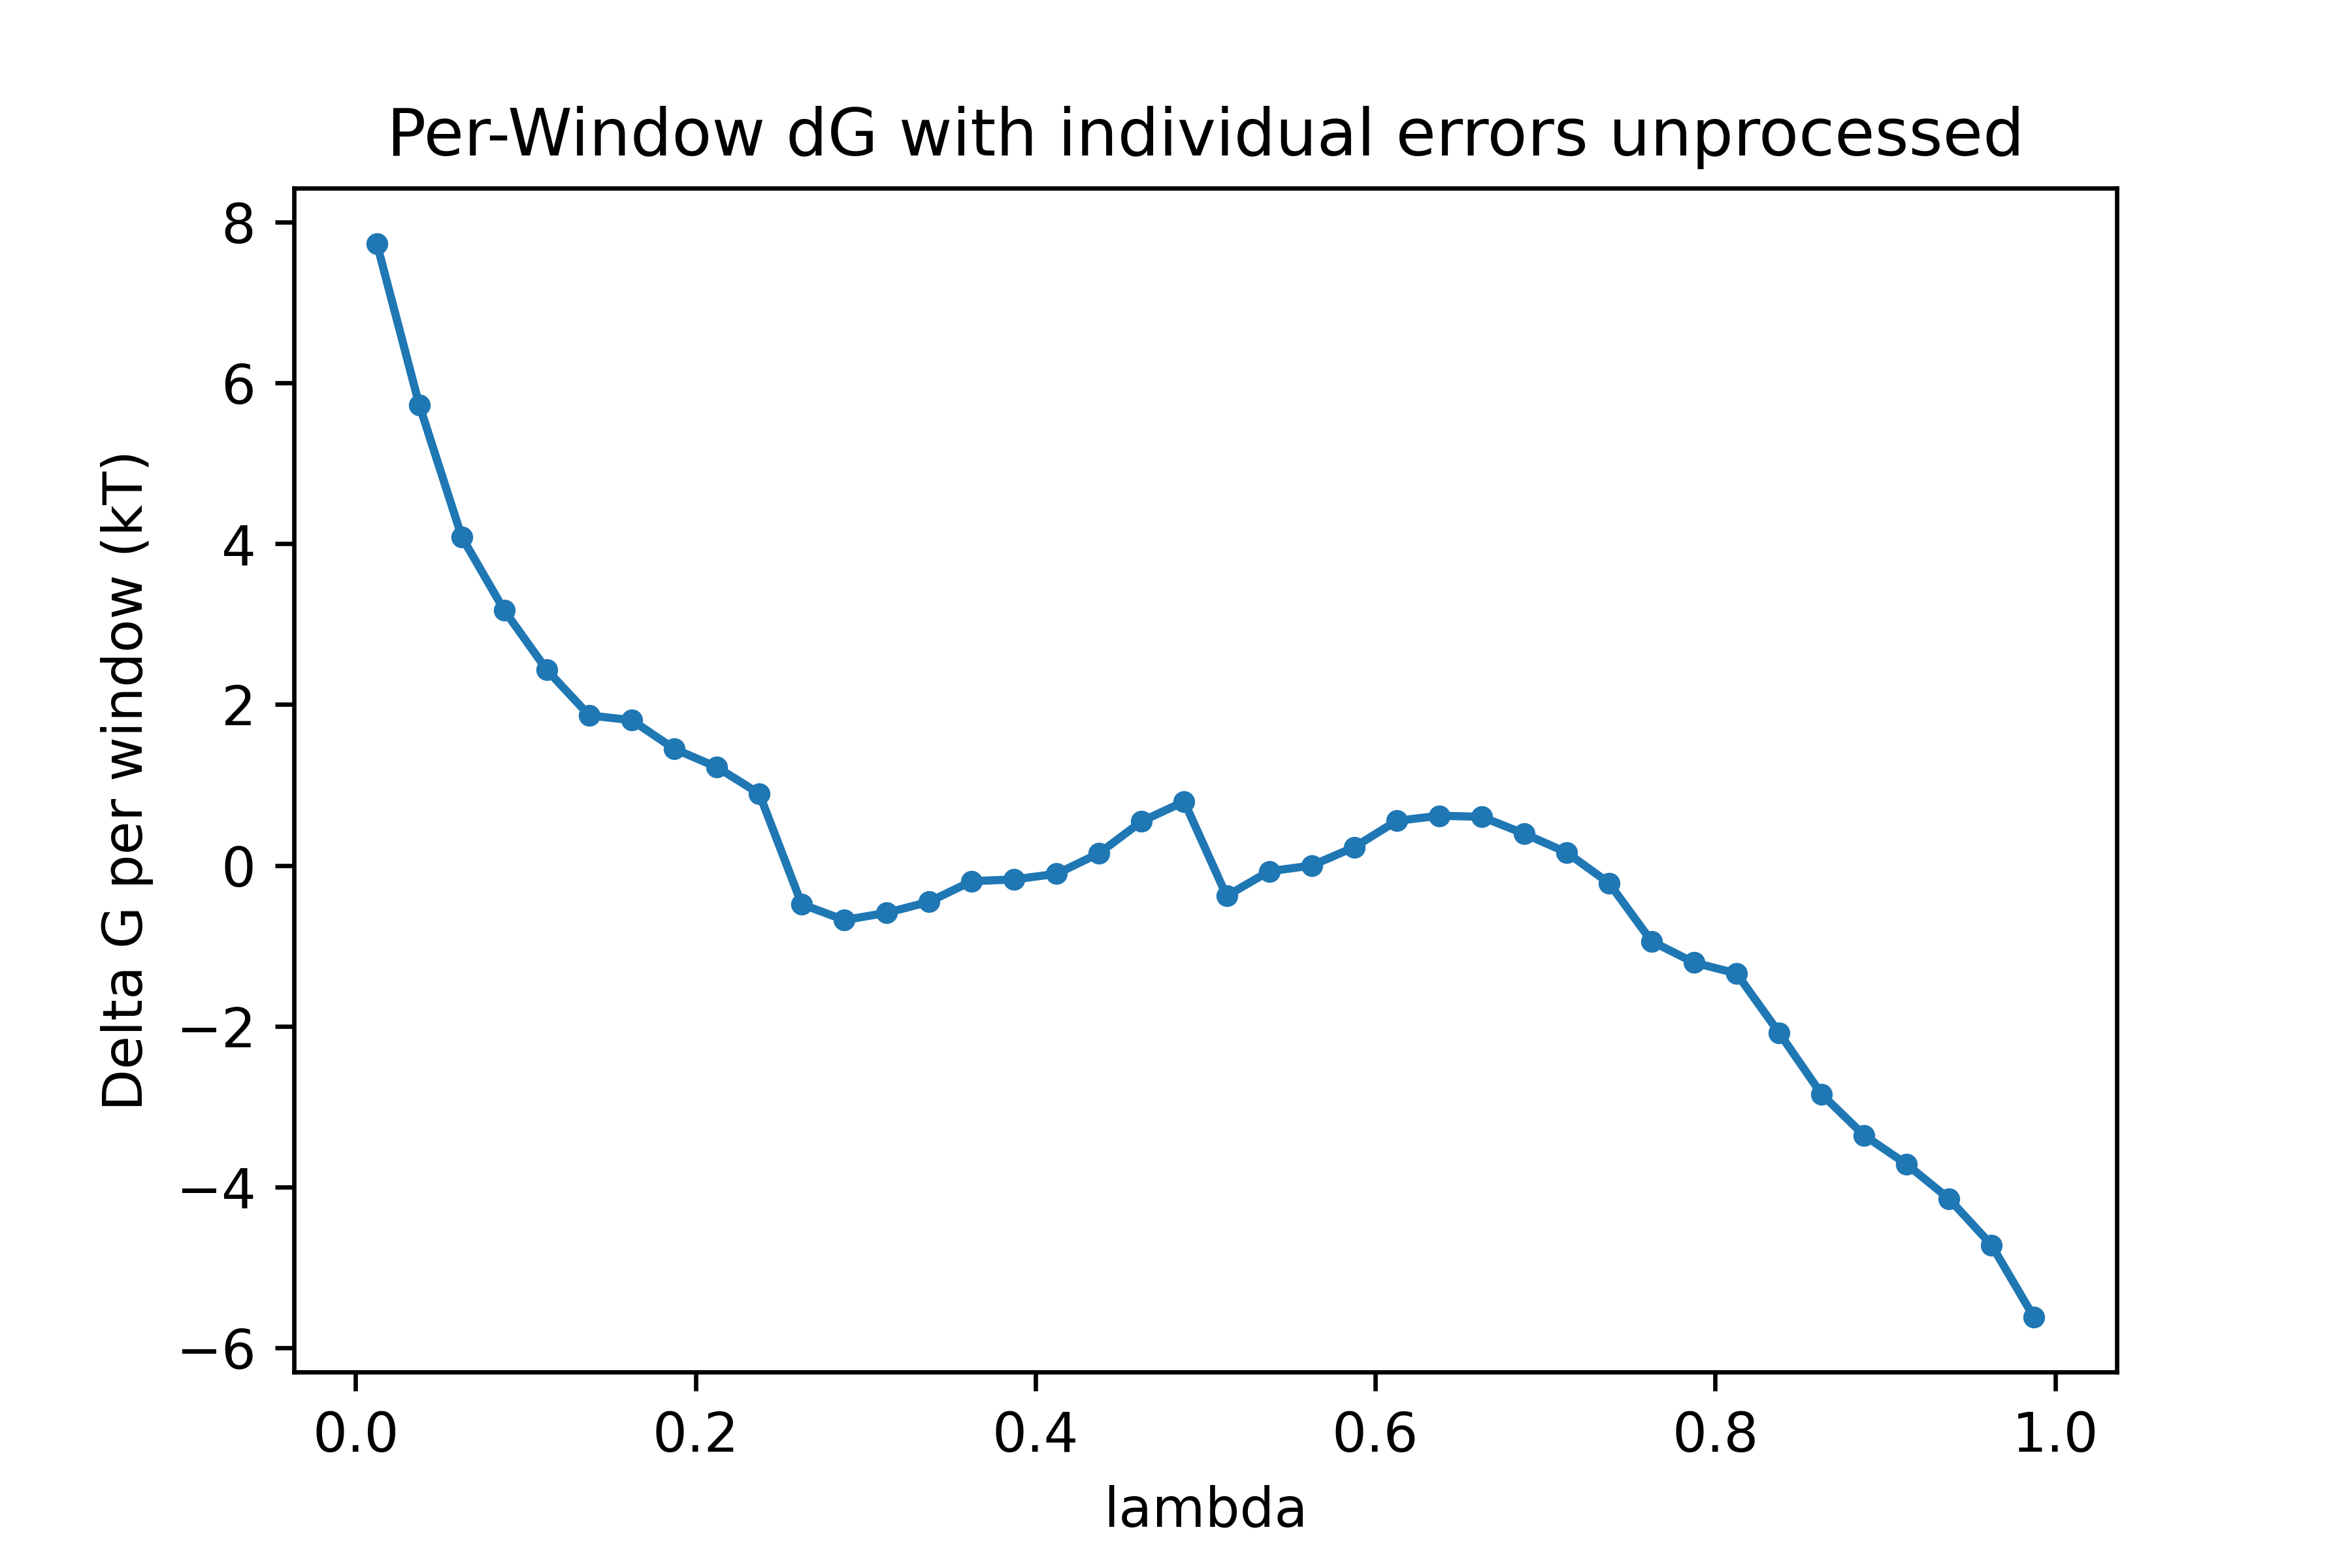 Per-Window dG with individual errors unprocessed
Delta G per window (kT)
8
6
4
2
0
−2
−4
−6
0.0 0.2 0.4 0.6 0.8 1.0
lambda